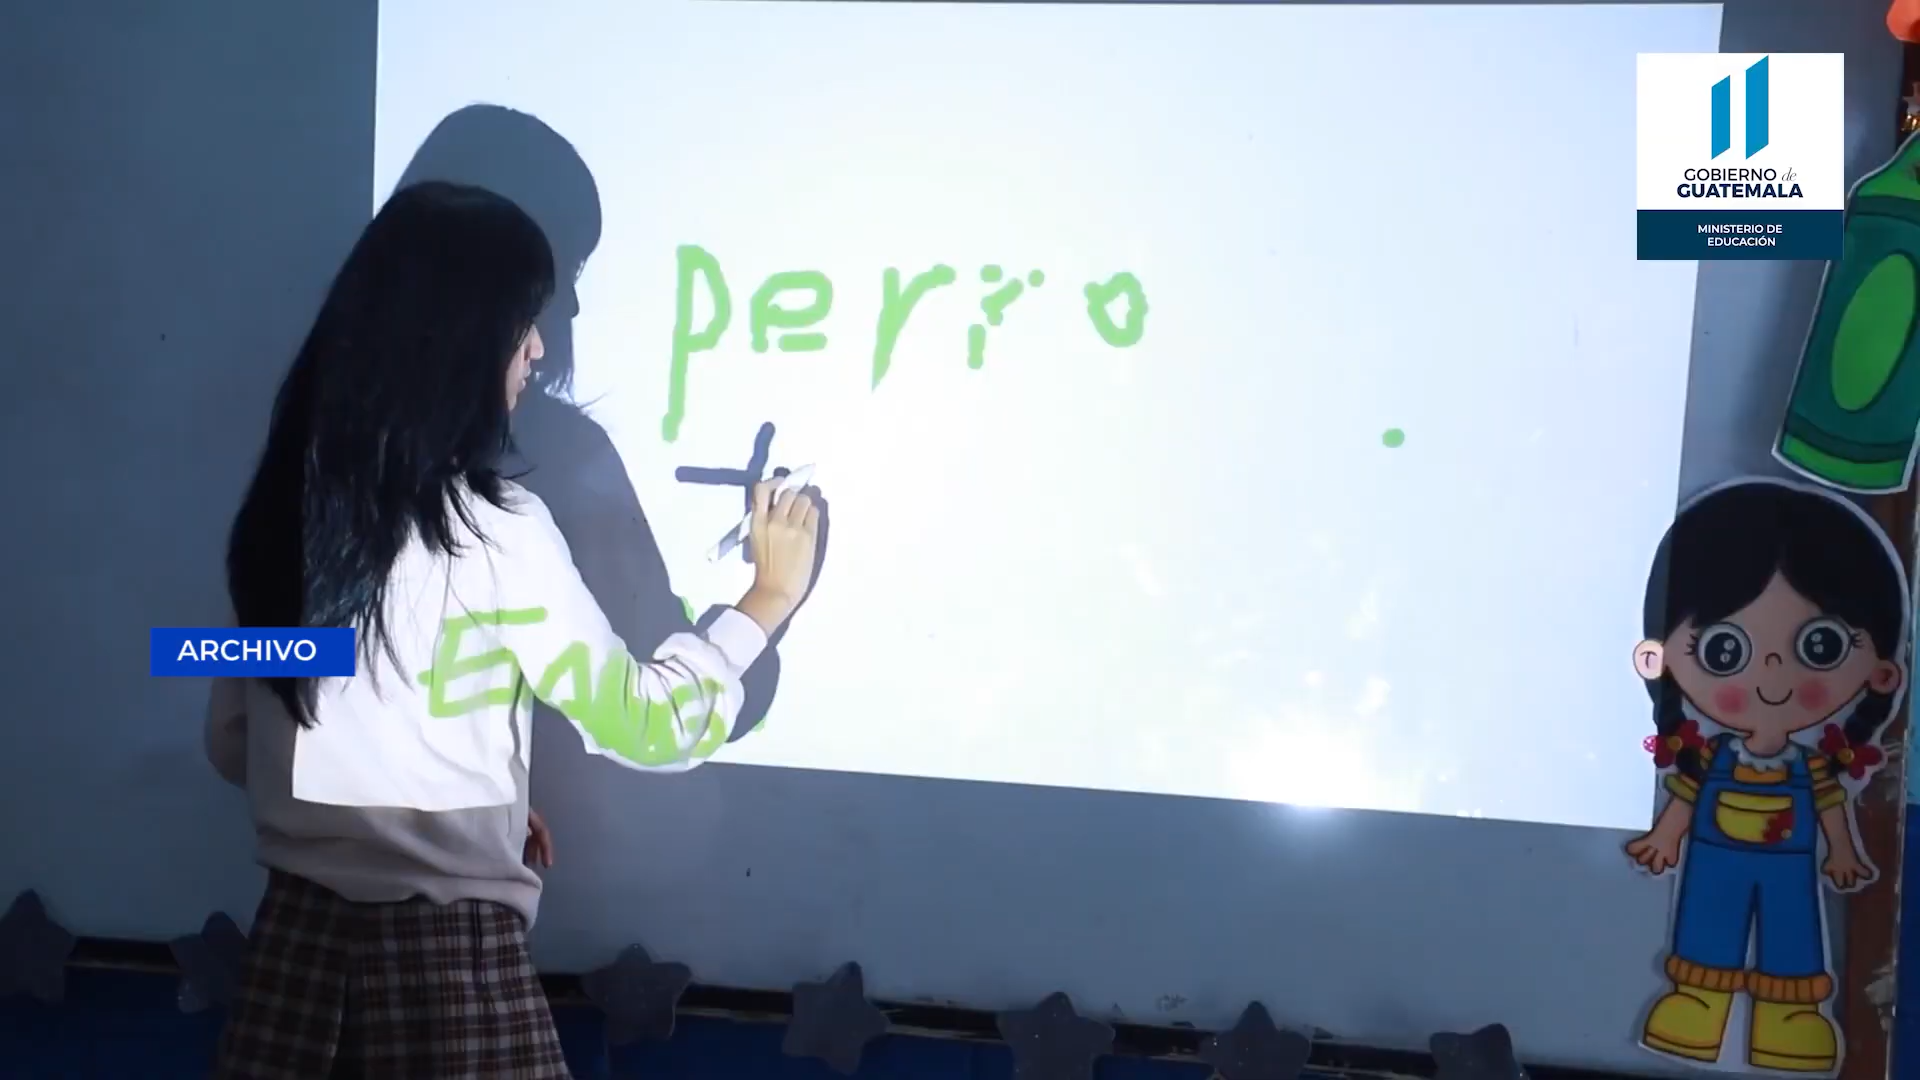 GOBIERNO de
GUATEMALA
MINISTERIO DE
EDUCACIÓN
perro
ARCHIVO